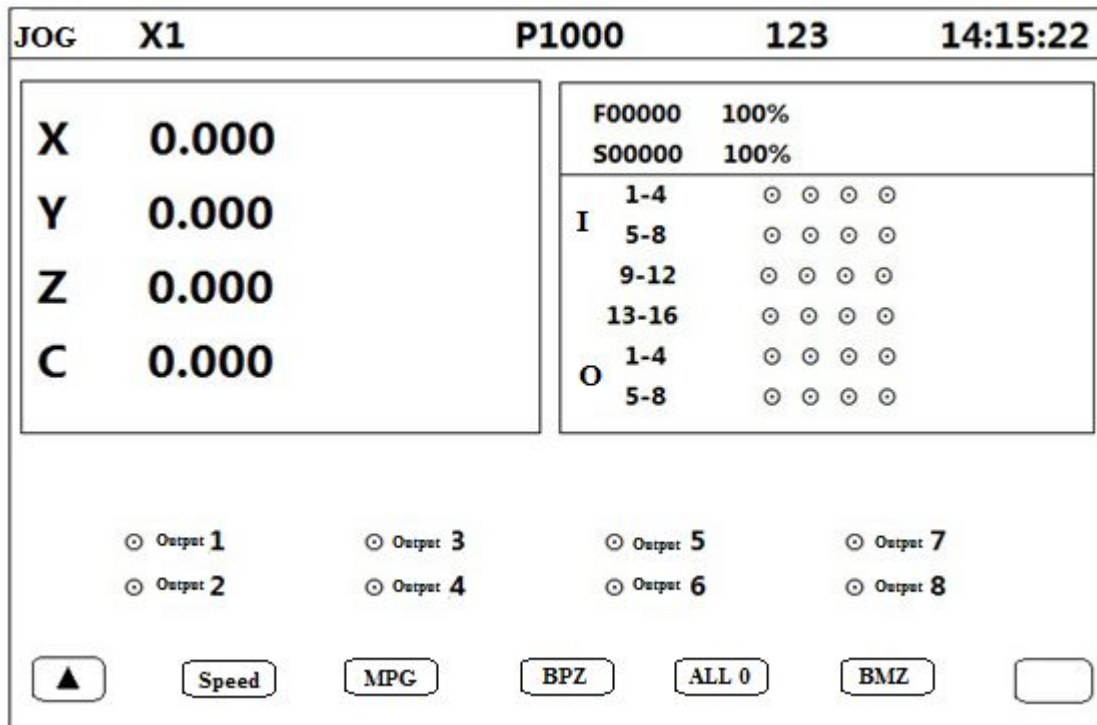 JOG X1 P1000 123 14:15:22
X 0.000
Y 0.000
Z 0.000
C 0.000
F00000 100%
S00000 100%
I
1-4
5-8
9-12
13-16
O
1-4
5-8
Output 1 Output 3 Output 5 Output 7
Output 2 Output 4 Output 6 Output 8
▲ Speed MPG BPZ ALL 0 BMZ